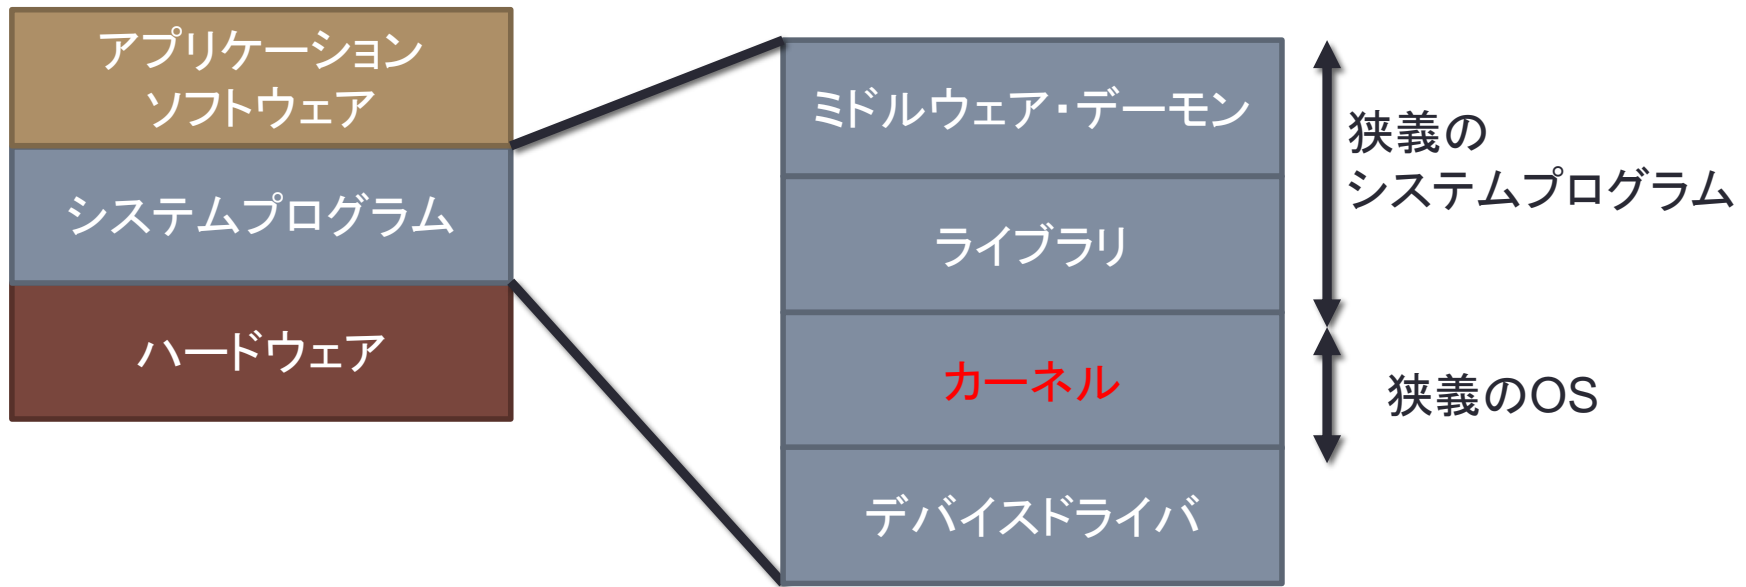 アプリケーション
ソフトウェア
システムプログラム
ハードウェア
ミドルウェア・デーモン
ライブラリ
カーネル
デバイスドライバ
狭義の
システムプログラム
狭義のOS